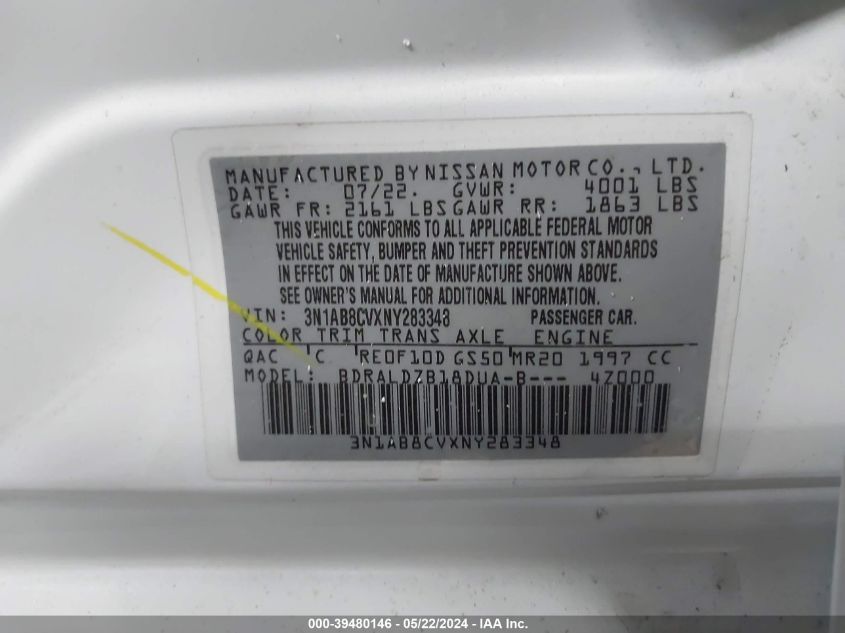 MANUFACTURED BY NISSAN MOTOR CO., LTD.
DATE: 07/22. GVWR: 4001 LBS
GAWR FR: 2161 LBS GAWR RR: 1863 LBS
THIS VEHICLE CONFORMS TO ALL APPLICABLE FEDERAL MOTOR
VEHICLE SAFETY, BUMPER AND THEFT PREVENTION STANDARDS
IN EFFECT ON THE DATE OF MANUFACTURE SHOWN ABOVE.
SEE OWNER'S MANUAL FOR ADDITIONAL INFORMATION.
VIN: 3N1AB8CVXNY283348 PASSENGER CAR.
COLOR TRIM TRANS AXLE ENGINE
QAC C RE0F10D GS50 MR20 1997 CC
MODEL: BDRALDZB18DUA-B--- 4Z000
3N1AB8CVXNY283348
000-39480146 - 05/22/2024 - IAA Inc.